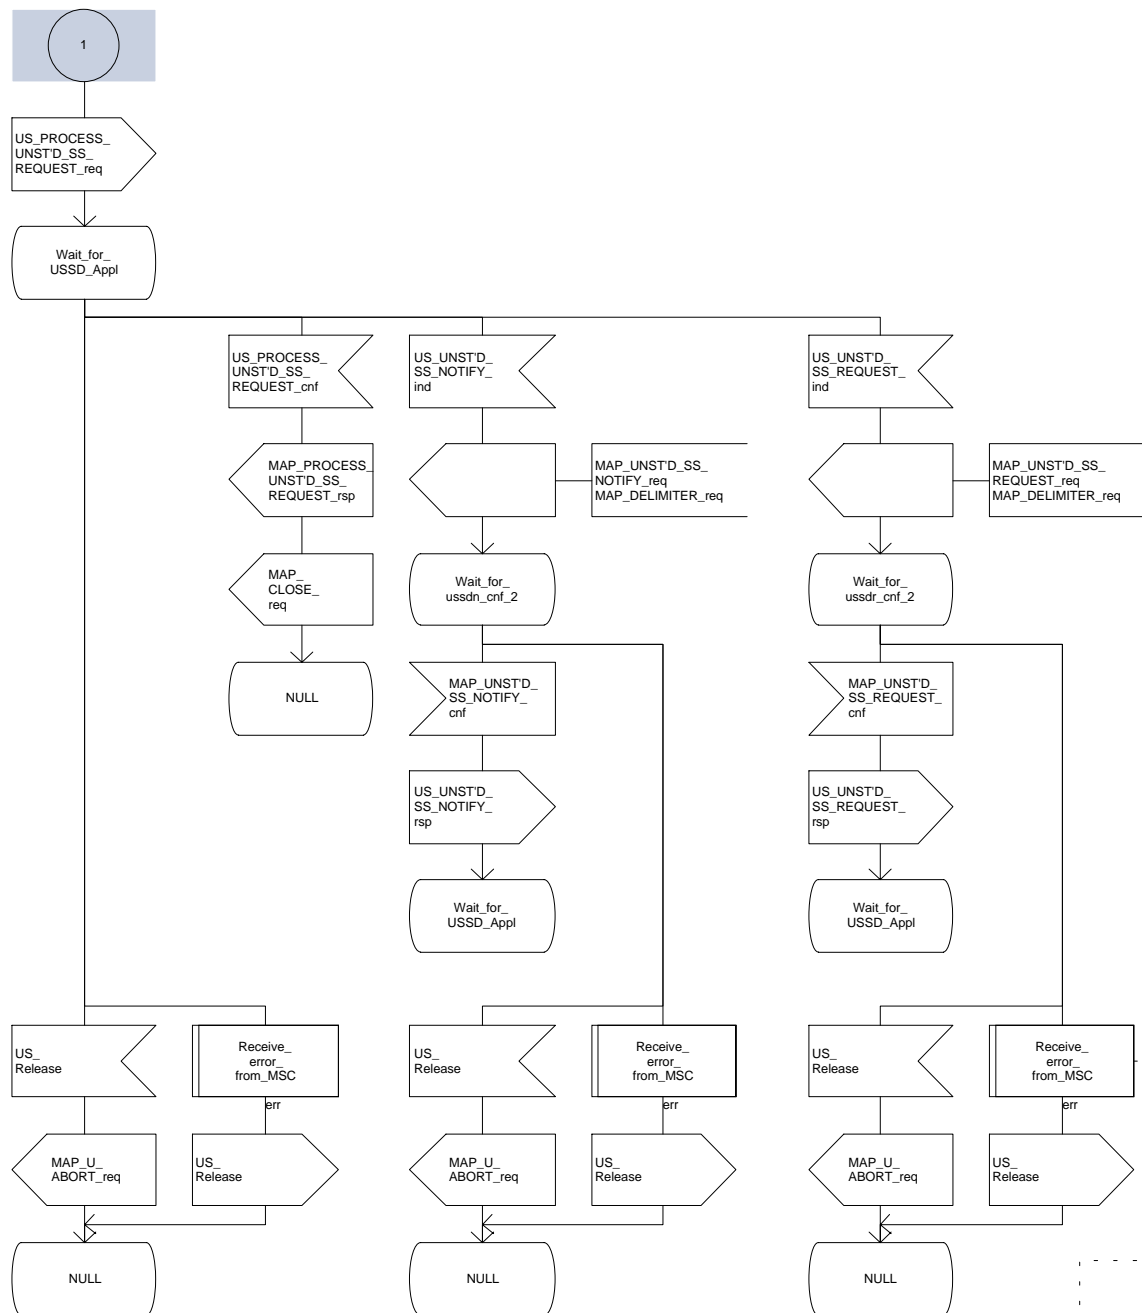 1
US_PROCESS_
UNST'D_SS_
REQUEST_req
Wait_for_
USSD_Appl
US_PROCESS_
UNST'D_SS_
REQUEST_cnf
US_UNST'D_
SS_NOTIFY_
ind
US_UNST'D_
SS_REQUEST_
ind
MAP_PROCESS_
UNST'D_SS_
REQUEST_rsp
MAP_UNST'D_SS_
NOTIFY_req
MAP_DELIMITER_req
MAP_UNST'D_SS_
REQUEST_req
MAP_DELIMITER_req
MAP_
CLOSE_
req
Wait_for_
ussdn_cnf_2
Wait_for_
ussdr_cnf_2
NULL
MAP_UNST'D_
SS_NOTIFY_
cnf
MAP_UNST'D_
SS_REQUEST_
cnf
US_UNST'D_
SS_NOTIFY_
rsp
US_UNST'D_
SS_REQUEST_
rsp
Wait_for_
USSD_Appl
Wait_for_
USSD_Appl
US_
Release
Receive_
error_
from_MSC
err
US_
Release
Receive_
error_
from_MSC
err
US_
Release
Receive_
error_
from_MSC
err
MAP_U_
ABORT_req
US_
Release
MAP_U_
ABORT_req
US_
Release
MAP_U_
ABORT_req
US_
Release
NULL
NULL
NULL